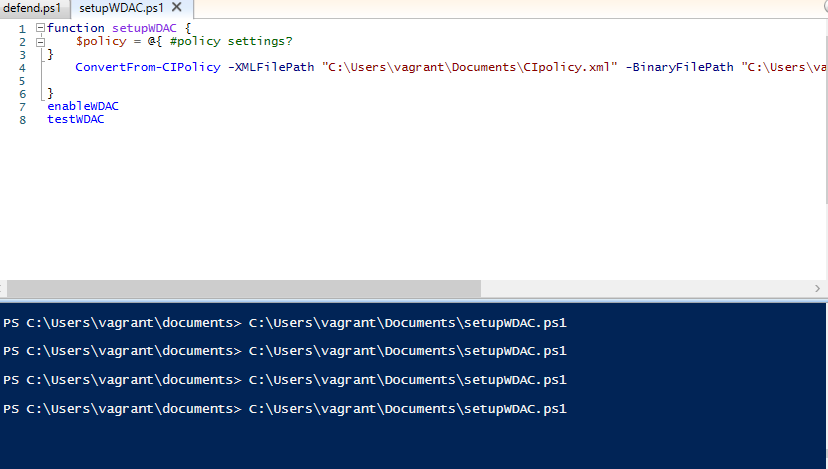 defend.ps1 setupWDAC.ps1 X
1 function setupWDAC {
2 $policy = @{ #policy settings?
3 }
4 ConvertFrom-CIPolicy -XMLFilePath "C:\Users\vagrant\Documents\CIpolicy.xml" -BinaryFilePath "C:\Users\va
5
6 }
7 enableWDAC
8 testWDAC
PS C:\Users\vagrant\documents> C:\Users\vagrant\Documents\setupWDAC.ps1
PS C:\Users\vagrant\documents> C:\Users\vagrant\Documents\setupWDAC.ps1
PS C:\Users\vagrant\documents> C:\Users\vagrant\Documents\setupWDAC.ps1
PS C:\Users\vagrant\documents> C:\Users\vagrant\Documents\setupWDAC.ps1